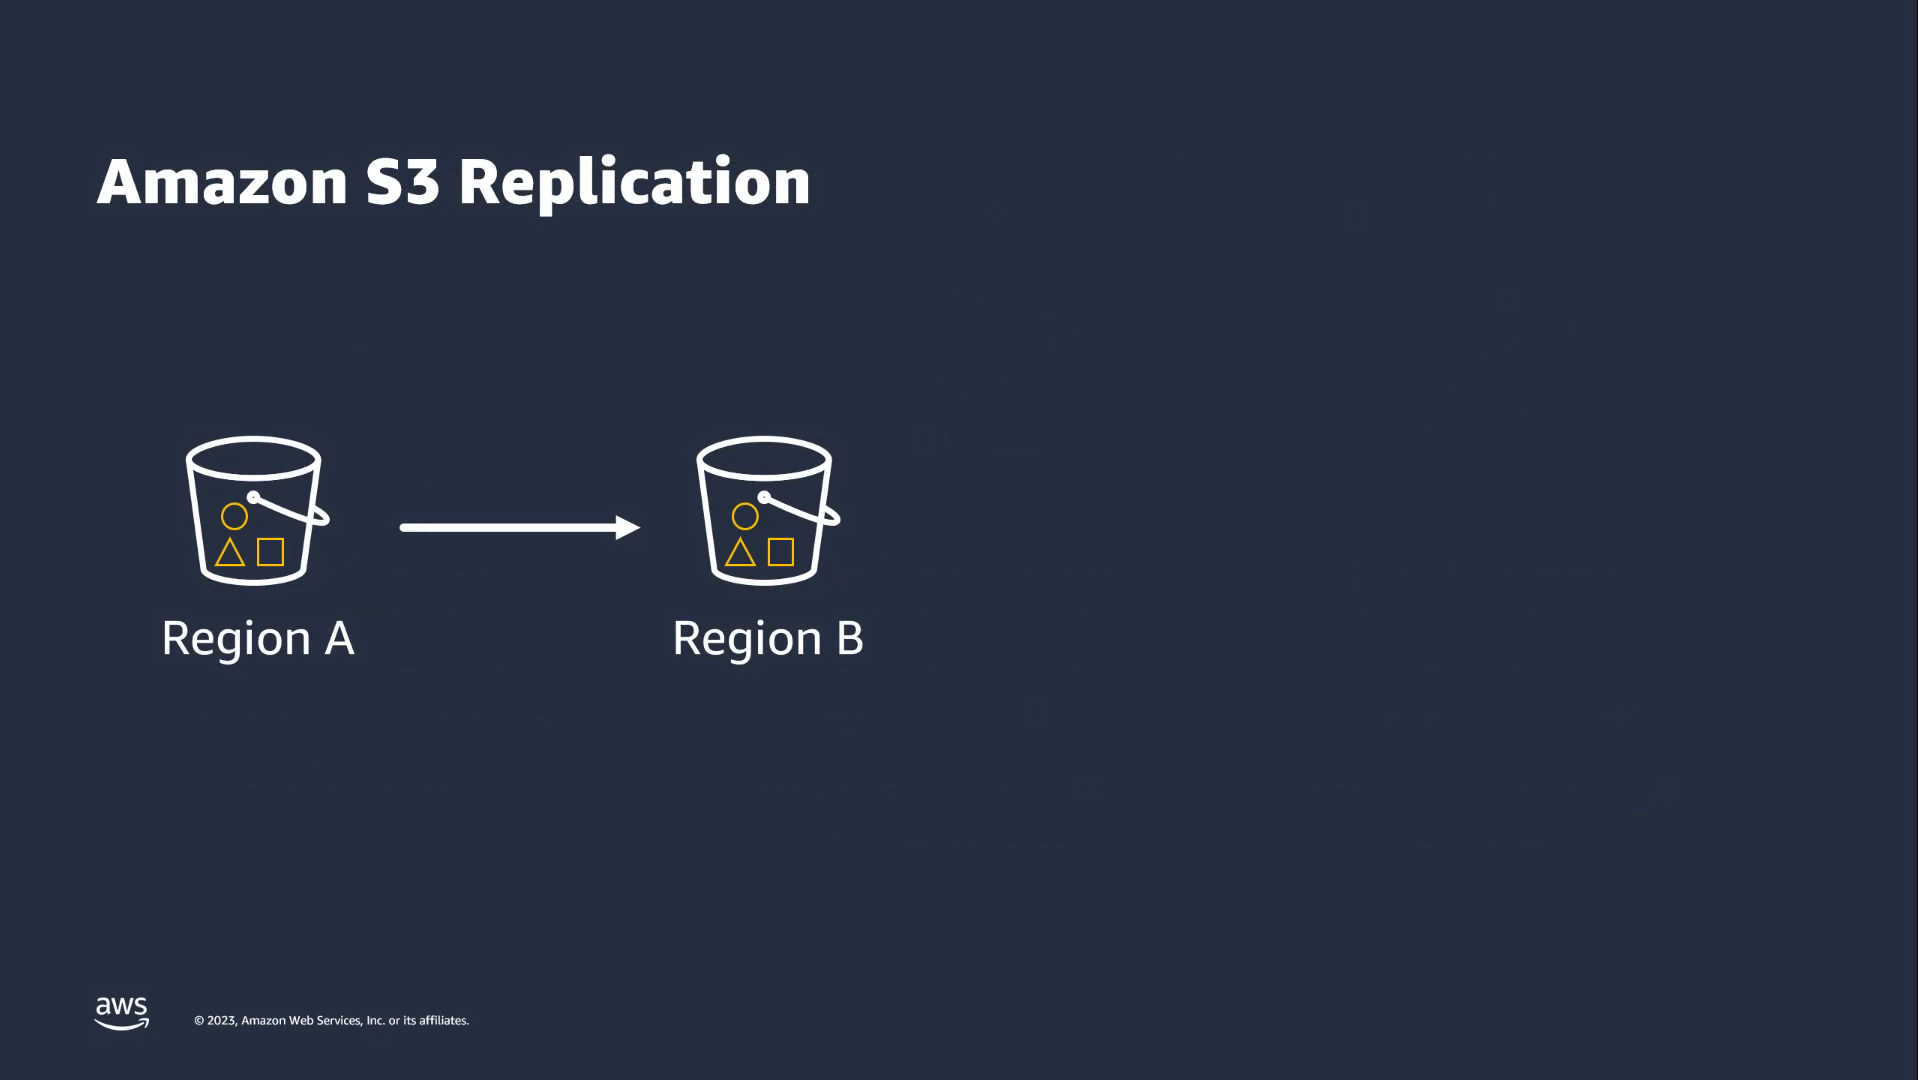 Amazon S3 Replication
Region A
Region B
aws
© 2023, Amazon Web Services, Inc. or its affiliates.